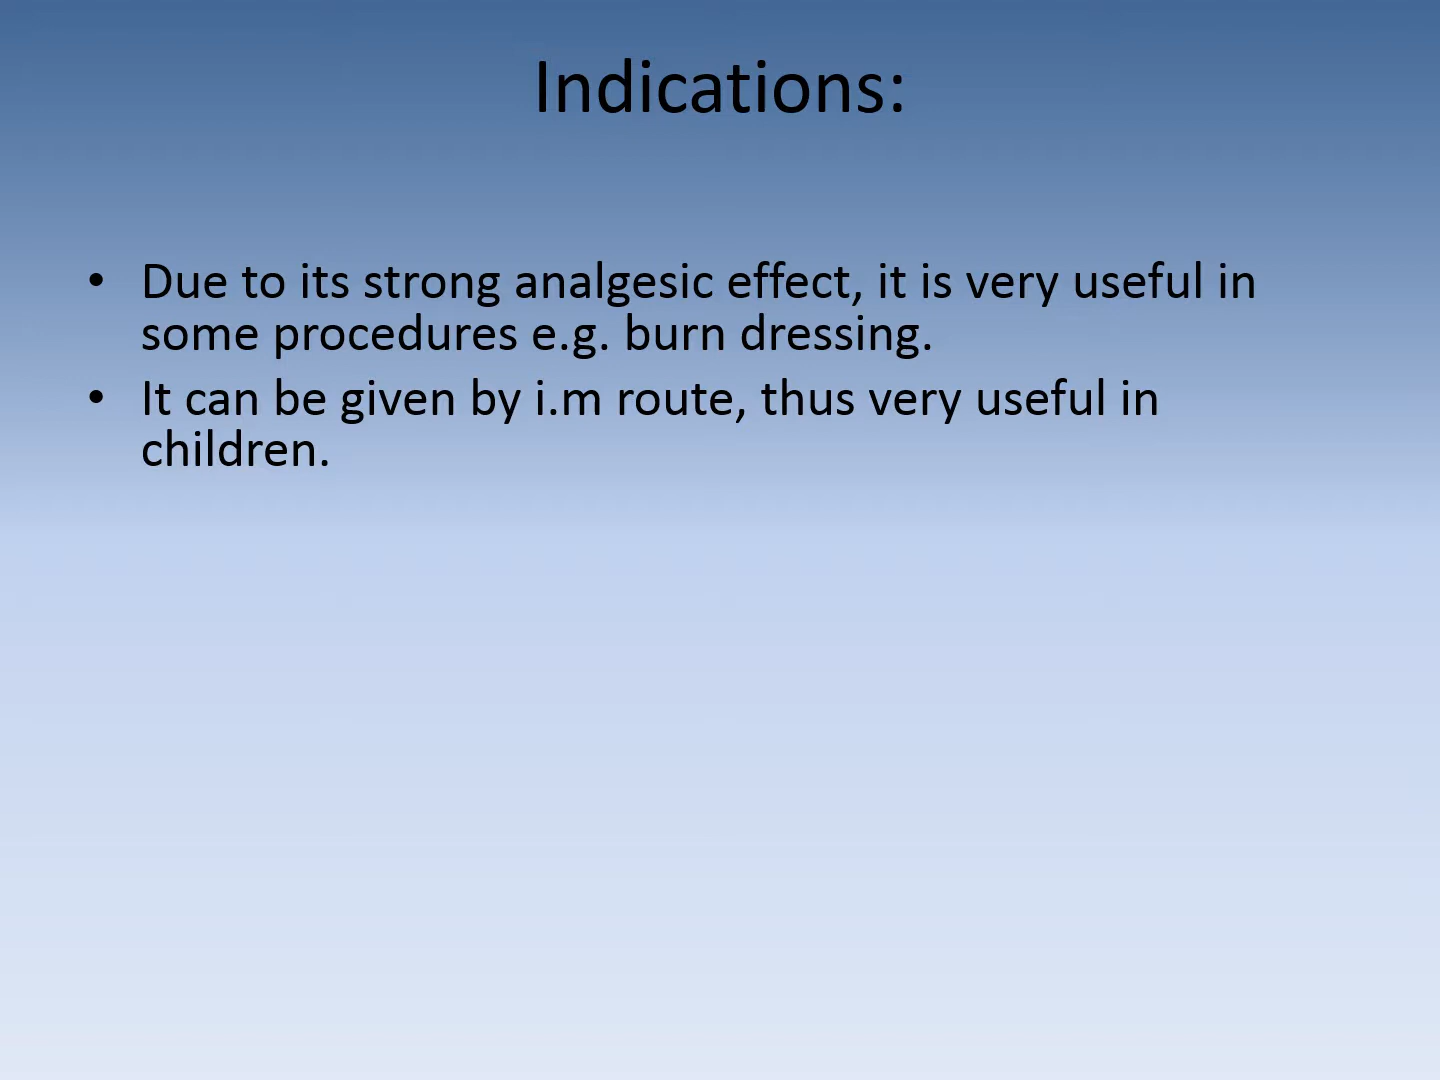 Indications:
• Due to its strong analgesic effect, it is very useful in
some procedures e.g. burn dressing.
• It can be given by i.m route, thus very useful in
children.